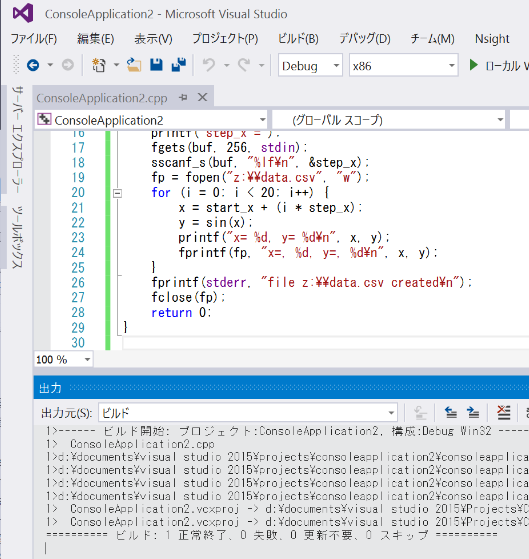 ConsoleApplication2 - Microsoft Visual Studio
ファイル(F) 編集(E) 表示(V) プロジェクト(P) ビルド(B) デバッグ(D) チーム(M) Nsight
Debug x86 ローカル
サーバー エクスプローラー
ツールボックス
ConsoleApplication2.cpp
ConsoleApplication2 (グローバル スコープ)
16 printf("step_x =");
17 fgets(buf, 256, stdin);
18 sscanf_s(buf, "%lf¥n", &step_x);
19 fp = fopen("z:¥¥data.csv", "w");
20 for (i = 0; i < 20; i++) {
21 x = start_x + (i * step_x);
22 y = sin(x);
23 printf("x= %d, y= %d¥n", x, y);
24 fprintf(fp, "x=, %d, y=, %d¥n", x, y);
25 }
26 fprintf(stderr, "file z:¥¥data.csv created¥n");
27 fclose(fp);
28 return 0;
29 }
30
100 %
出力
出力元(S): ビルド
1>------ ビルド開始: プロジェクト:ConsoleApplication2, 構成:Debug Win32 -----
1> ConsoleApplication2.cpp
1>d:¥documents¥visual studio 2015¥projects¥consoleapplication2¥consoleapplica
1>d:¥documents¥visual studio 2015¥projects¥consoleapplication2¥consoleapplica
1>d:¥documents¥visual studio 2015¥projects¥consoleapplication2¥consoleapplica
1>d:¥documents¥visual studio 2015¥projects¥consoleapplication2¥consoleapplica
1> ConsoleApplication2.vcxproj -> d:¥documents¥visual studio 2015¥Projects¥C
1> ConsoleApplication2.vcxproj -> d:¥documents¥visual studio 2015¥Projects¥C
========== ビルド: 1 正常終了、0 失敗、0 更新不要、0 スキップ ==========